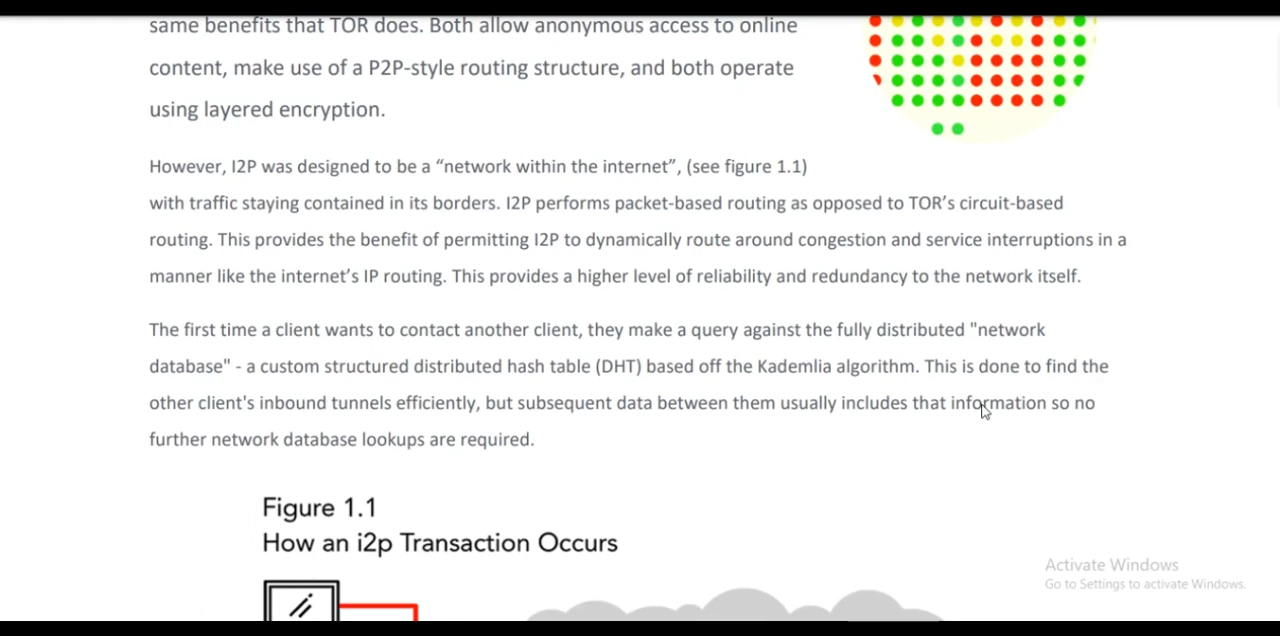 same benefits that TOR does. Both allow anonymous access to online
content, make use of a P2P-style routing structure, and both operate
using layered encryption.
However, I2P was designed to be a “network within the internet”, (see figure 1.1)
with traffic staying contained in its borders. I2P performs packet-based routing as opposed to TOR’s circuit-based
routing. This provides the benefit of permitting I2P to dynamically route around congestion and service interruptions in a
manner like the internet’s IP routing. This provides a higher level of reliability and redundancy to the network itself.
The first time a client wants to contact another client, they make a query against the fully distributed "network
database" - a custom structured distributed hash table (DHT) based off the Kademlia algorithm. This is done to find the
other client's inbound tunnels efficiently, but subsequent data between them usually includes that information so no
further network database lookups are required.
Figure 1.1
How an i2p Transaction Occurs
Activate Windows
Go to Settings to activate Windows.